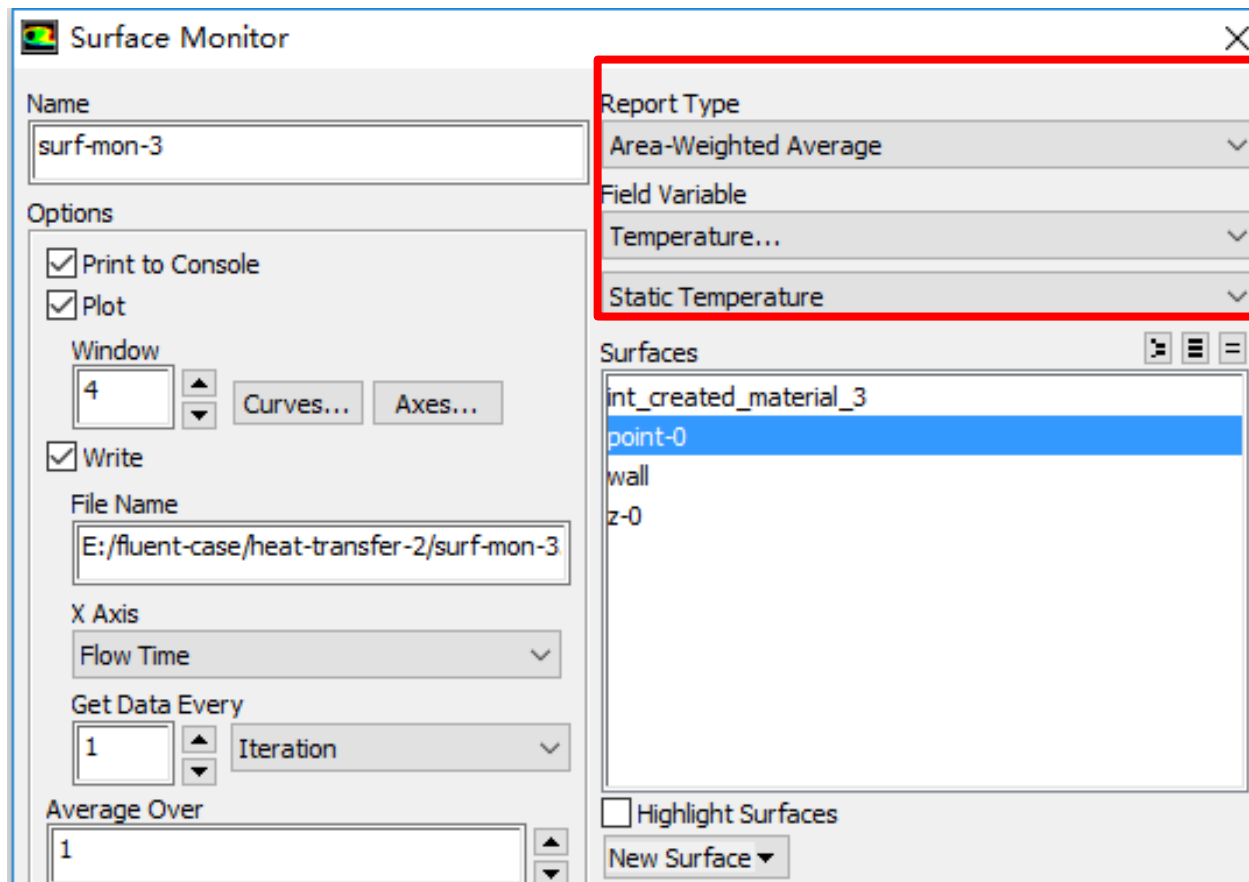 Surface Monitor
Name
surf-mon-3
Options
Print to Console
Plot
Window
4
Curves...
Axes...
Write
File Name
E:/fluent-case/heat-transfer-2/surf-mon-3.
X Axis
Flow Time
Get Data Every
1
Iteration
Average Over
1
Report Type
Area-Weighted Average
Field Variable
Temperature...
Static Temperature
Surfaces
int_created_material_3
point-0
wall
z-0
Highlight Surfaces
New Surface